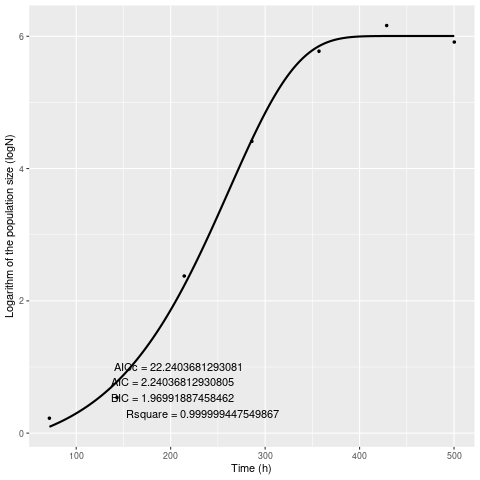 6
4
2
0
Logarithm of the population size (logN)
AICc = 22.2403681293081
AIC = 2.24036812930805
BIC = 1.96991887458462
Rsquare = 0.999999447549867
100
200
300
400
500
Time (h)